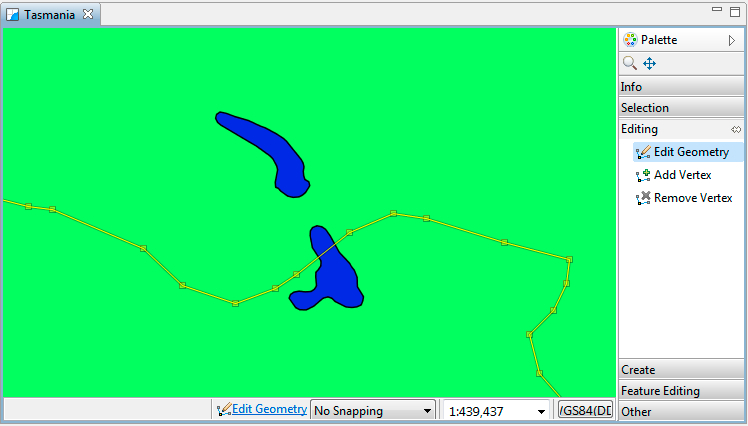 Tasmania
Palette
Info
Selection
Editing
Edit Geometry
Add Vertex
Remove Vertex
Create
Feature Editing
Other
Edit Geometry
No Snapping
1:439,437
GS84(DD